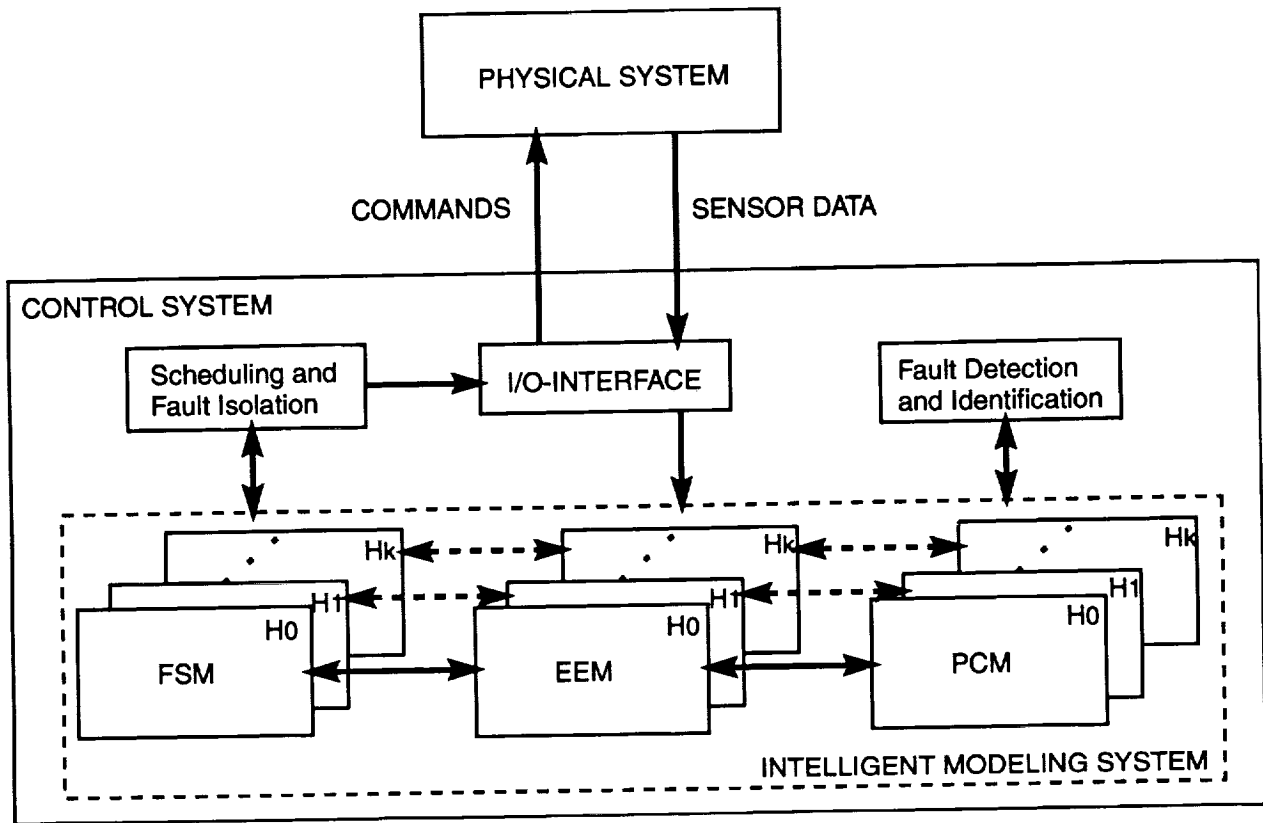 PHYSICAL SYSTEM
COMMANDS
SENSOR DATA
CONTROL SYSTEM
Scheduling and
Fault Isolation
I/O-INTERFACE
Fault Detection
and Identification
Hk
Hk
Hk
H1
H1
H1
H0
H0
H0
FSM
EEM
PCM
INTELLIGENT MODELING SYSTEM